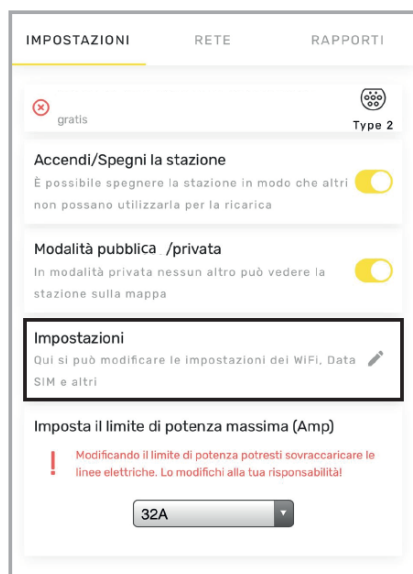 IMPOSTAZIONI RETE RAPPORTI
gratis
Type 2
Accendi/Spegni la stazione
È possibile spegnere la stazione in modo che altri
non possano utilizzarla per la ricarica
Modalità pubblica /privata
In modalità privata nessun altro può vedere la
stazione sulla mappa
Impostazioni
Qui si può modificare le impostazioni dei WiFi, Data
SIM e altri
Imposta il limite di potenza massima (Amp)
Modificando il limite di potenza potresti sovraccaricare le
linee elettriche. Lo modifichi alla tua risponsabilità!
32A